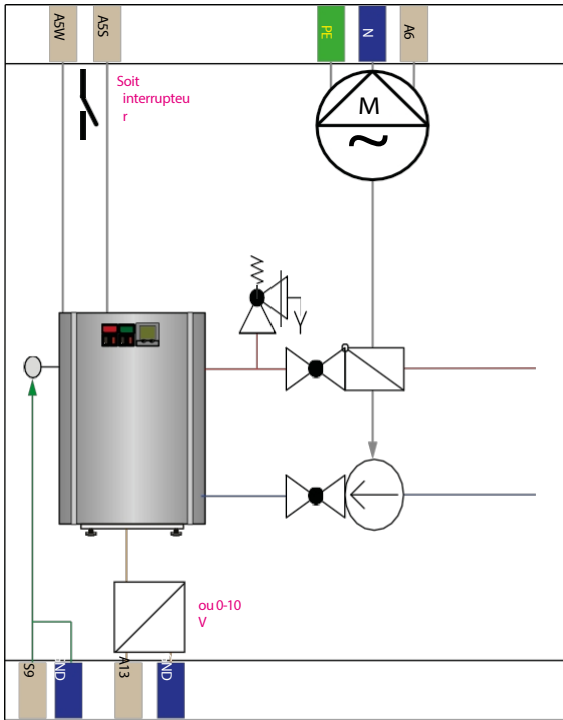 A5W
A5S
PE
N
A6
Soit
interrupteu
r
M
ou 0-10
V
S9
GND
A13
GND